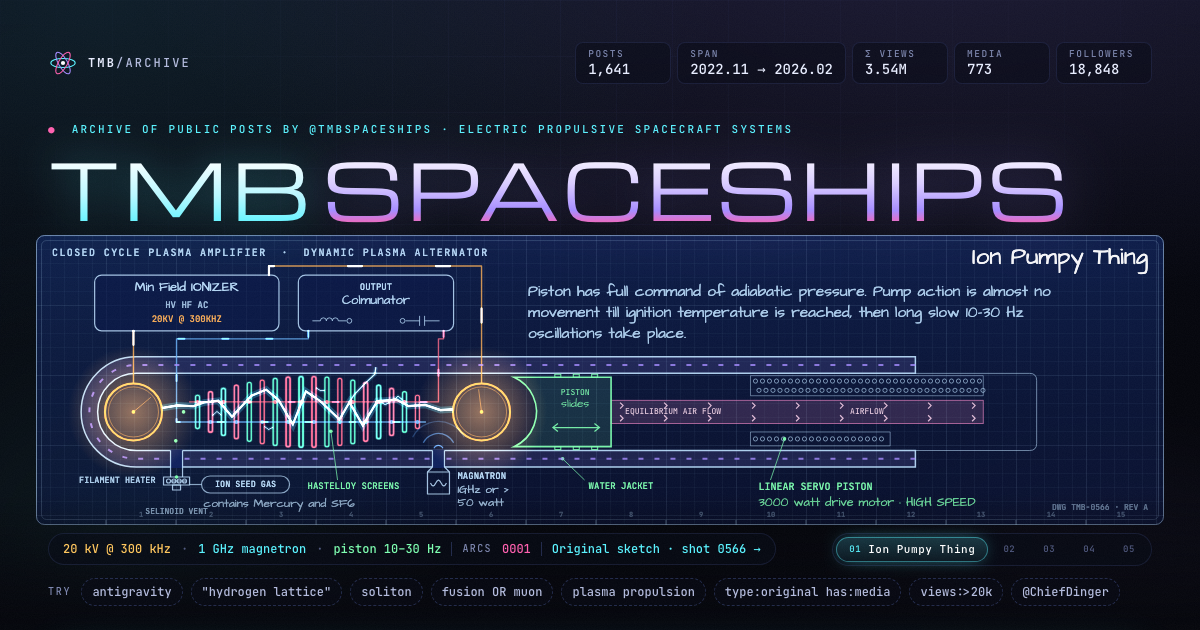 TMB/ARCHIVE
POSTS
1,641
SPAN
2022.11 → 2026.02
Σ VIEWS
3.54M
MEDIA
773
FOLLOWERS
18,848
ARCHIVE OF PUBLIC POSTS BY @TMBSPACESHIPS · ELECTRIC PROPULSIVE SPACECRAFT SYSTEMS
TMBSPACESHIPS
CLOSED CYCLE PLASMA AMPLIFIER · DYNAMIC PLASMA ALTERNATOR
Ion Pumpy Thing
Min Field IONIZER
HV HF AC
20KV @ 300KHZ
OUTPUT
Colmunator
Piston has full command of adiabatic pressure. Pump action is almost no
movement till ignition temperature is reached, then long slow 10-30 Hz
oscillations take place.
PISTON
slides
EQUILIBRIUM AIR FLOW
AIRFLOW
FILAMENT HEATER
ION SEED GAS
HASTELLOY SCREENS
MAGNATRON
1GHz or >
50 watt
WATER JACKET
LINEAR SERVO PISTON
3000 watt drive motor · HIGH SPEED
contains Mercury and SF6
SELINOID VENT
DWG TMB-0566 · REV A
1 2 3 4 5 6 7 8 9 10 11 12 13 14 15
20 kV @ 300 kHz · 1 GHz magnetron · piston 10–30 Hz
ARCS 0001
Original sketch · shot 0566 →
01 Ion Pumpy Thing
02 03 04 05
TRY
antigravity
"hydrogen lattice"
soliton
fusion OR muon
plasma propulsion
type:original has:media
views:>20k
@ChiefDinger